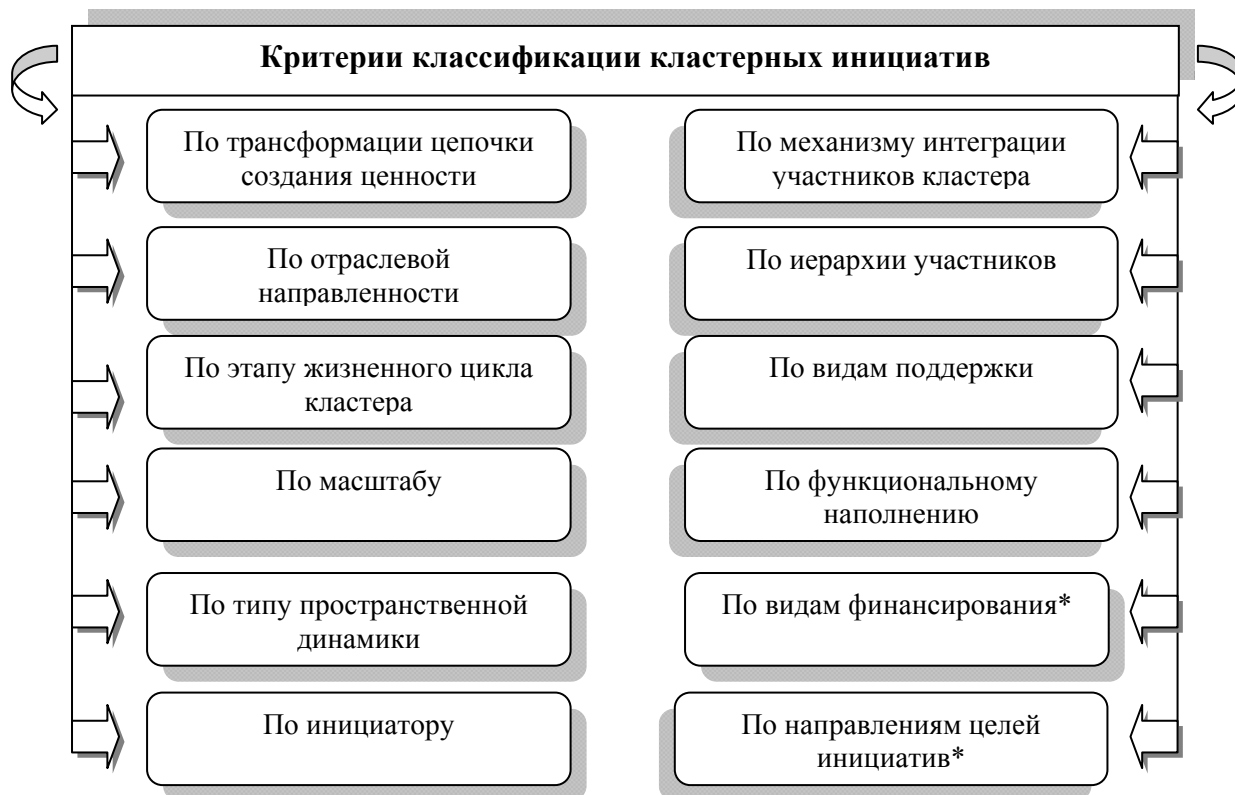 Критерии классификации кластерных инициатив
По трансформации цепочки
создания ценности
По отраслевой
направленности
По этапу жизненного цикла
кластера
По масштабу
По типу пространственной
динамики
По инициатору
По механизму интеграции
участников кластера
По иерархии участников
По видам поддержки
По функциональному
наполнению
По видам финансирования*
По направлениям целей
инициатив*